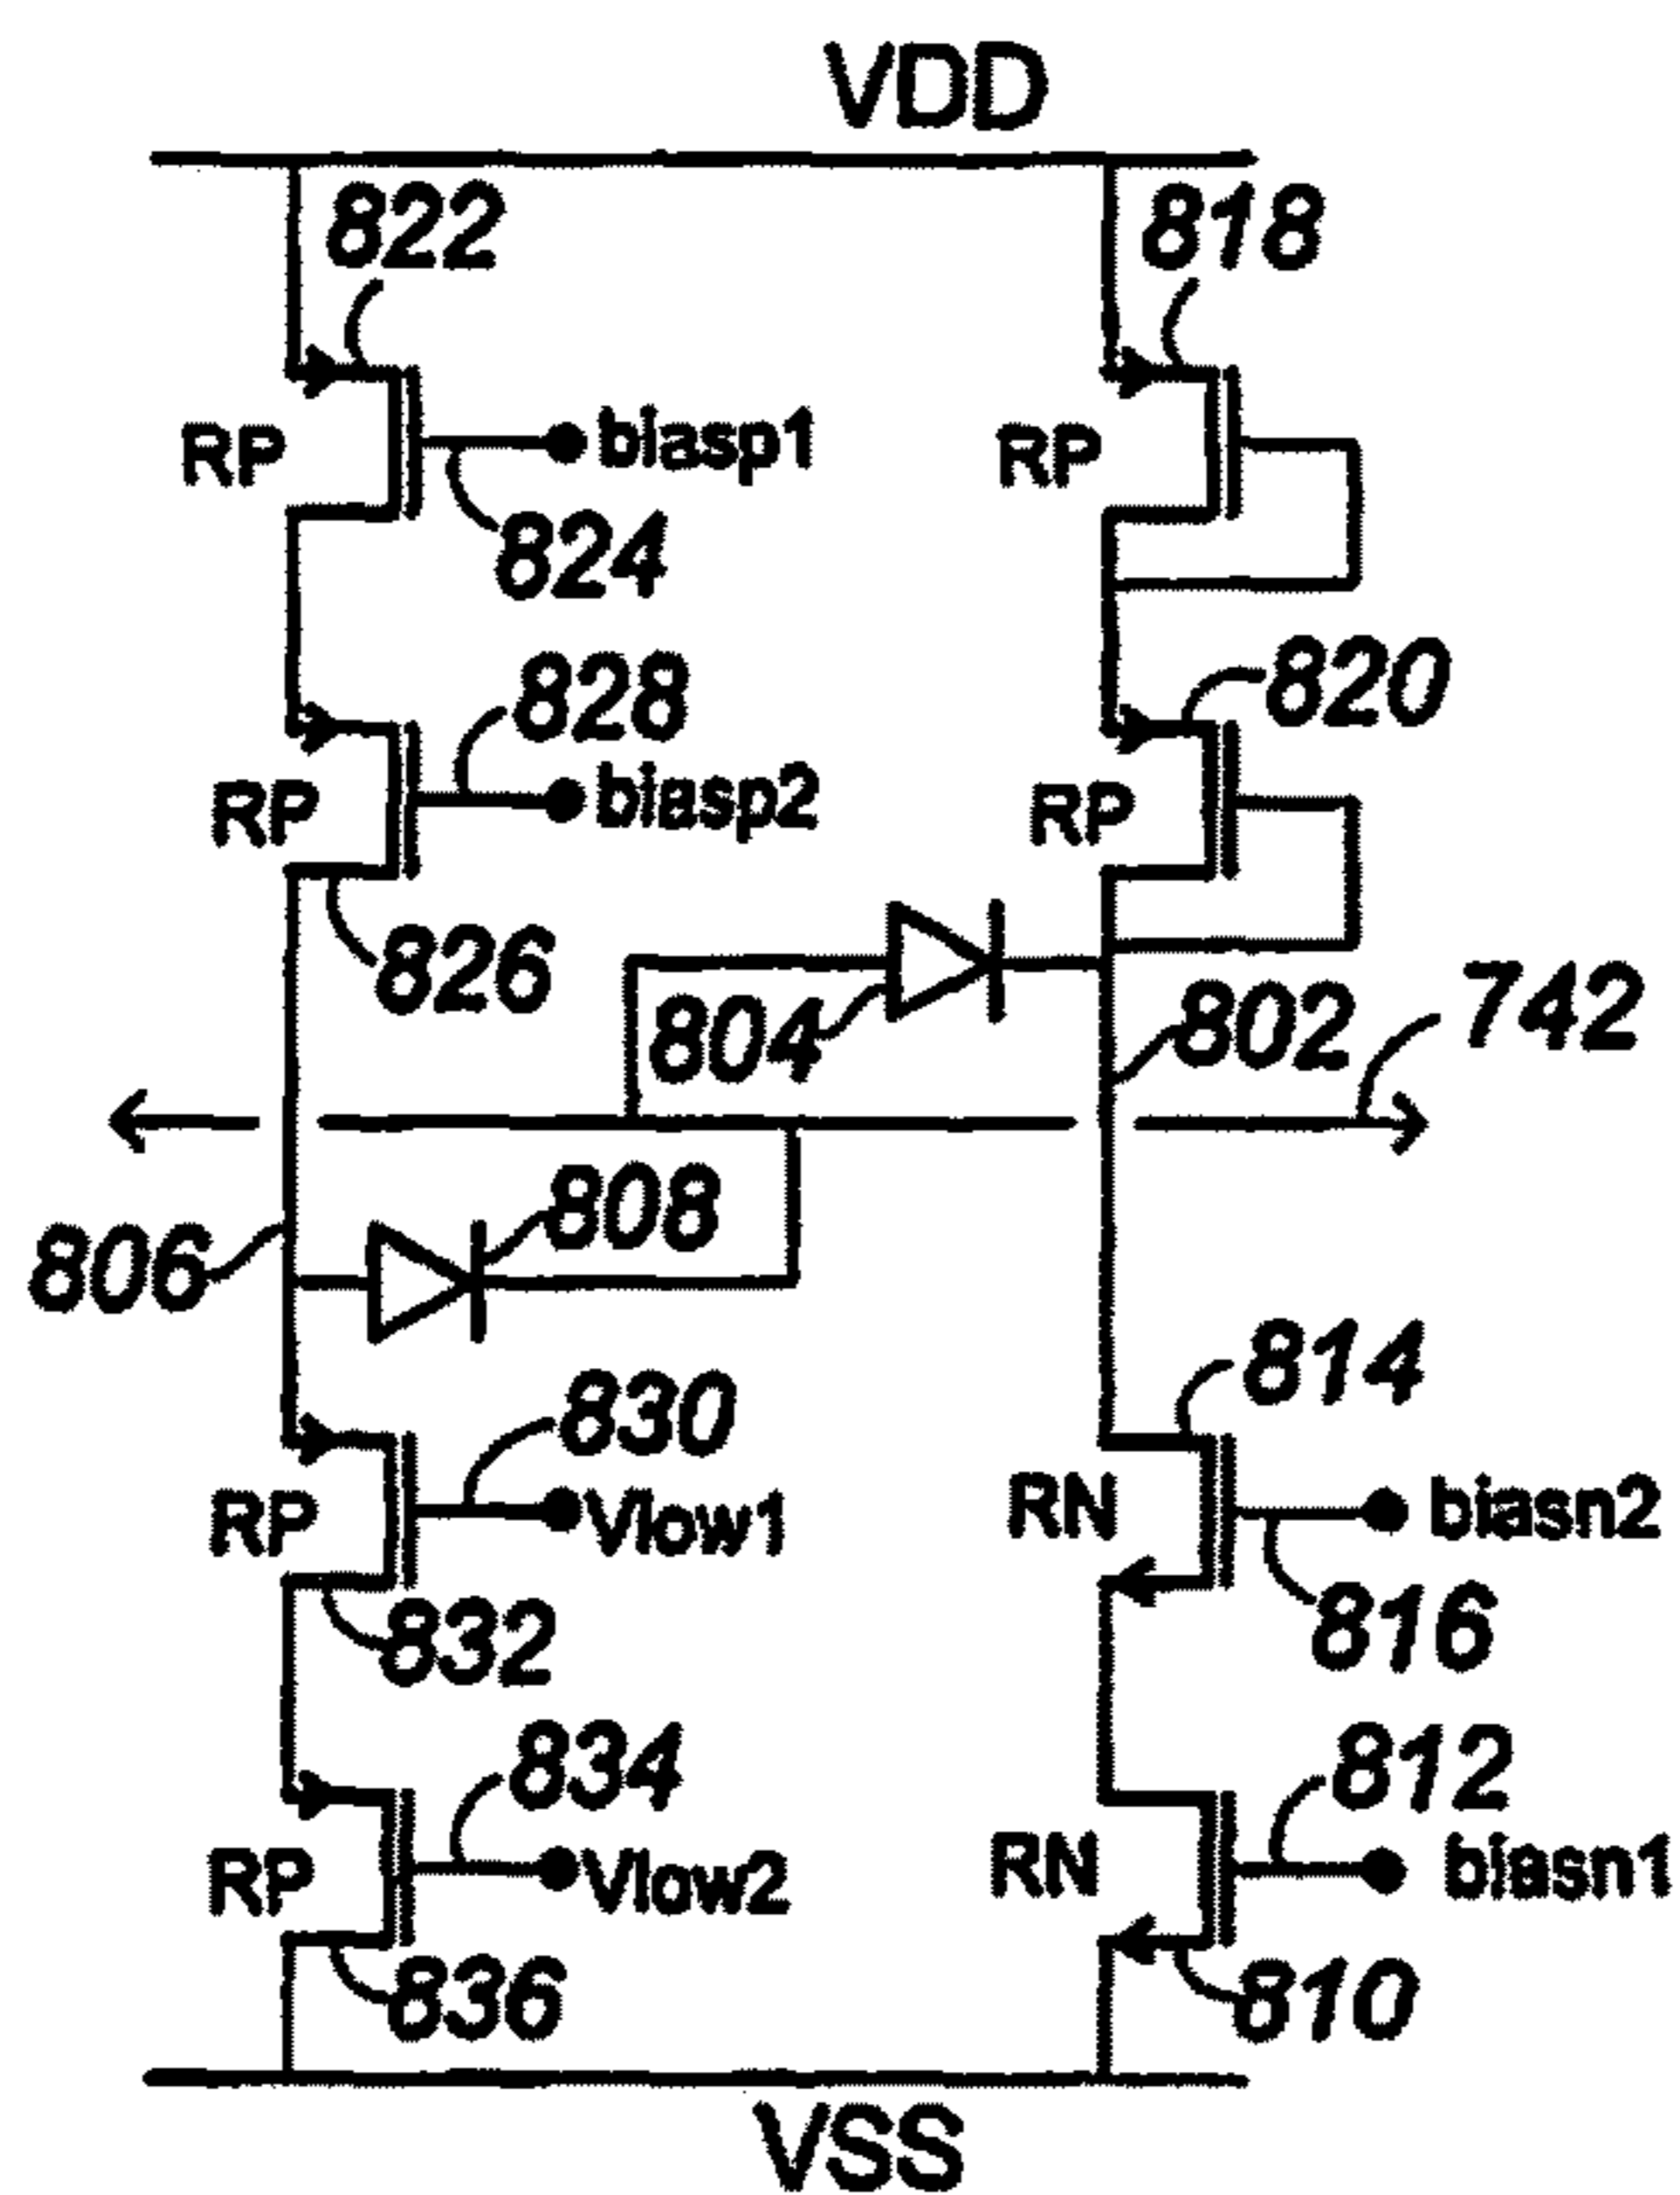 VDD
822 818
RP biasp1 RP
824
828 820
RP biasp2 RP
826 804 802 742
806 808
830 814
RP Vlow1 RN biasn2
832 816
834 812
RP Vlow2 RN biasn1
836 810
VSS